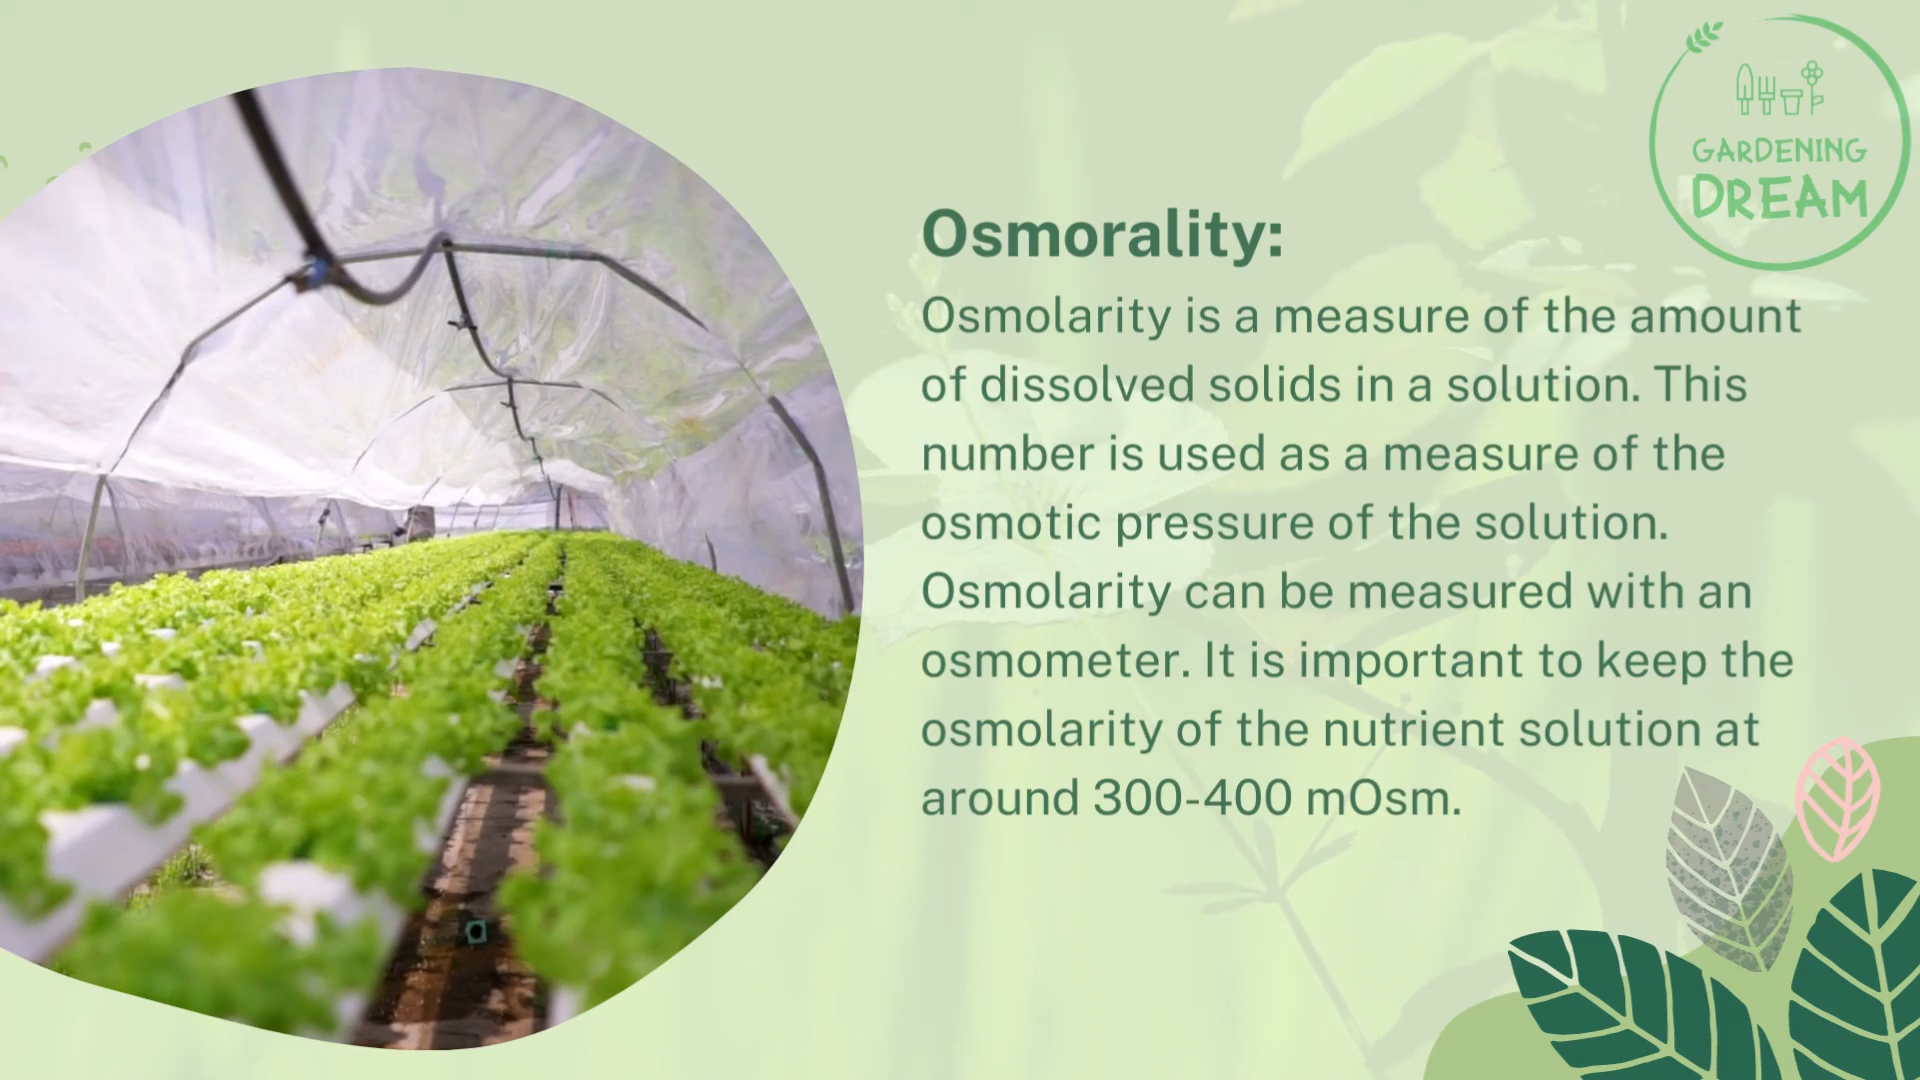 GARDENING
DREAM
Osmorality:
Osmolarity is a measure of the amount
of dissolved solids in a solution. This
number is used as a measure of the
osmotic pressure of the solution.
Osmolarity can be measured with an
osmometer. It is important to keep the
osmolarity of the nutrient solution at
around 300-400 mOsm.